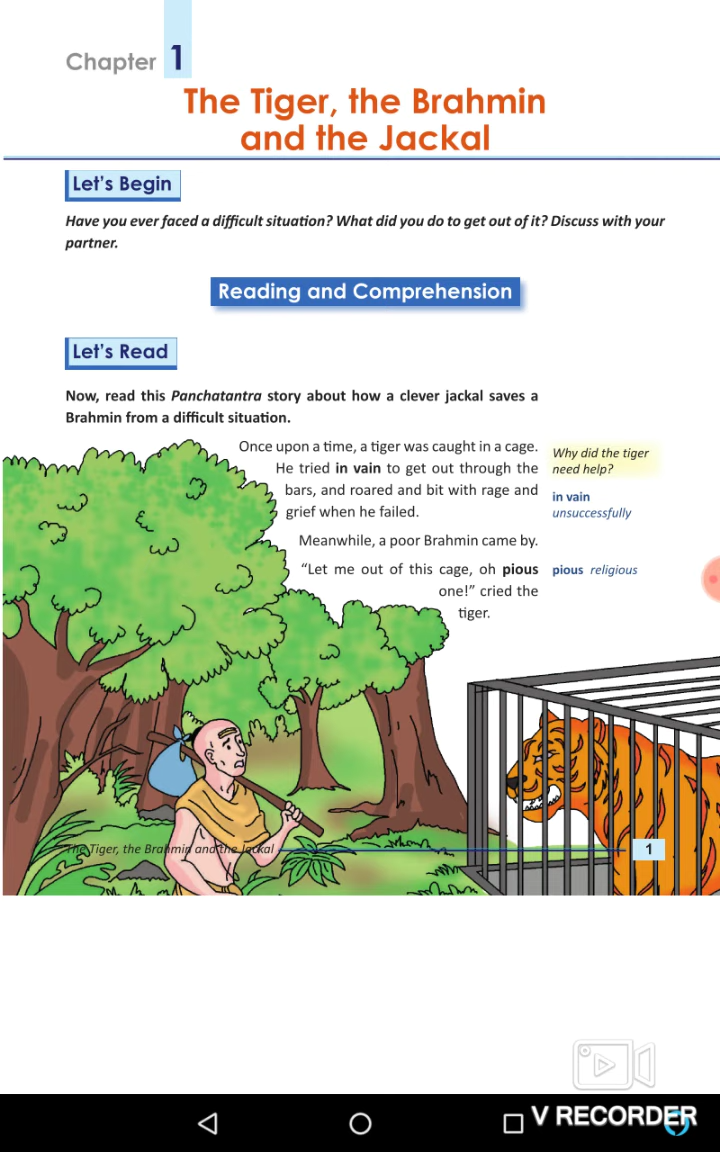 Chapter 1
The Tiger, the Brahmin
and the Jackal
Let's Begin
Have you ever faced a difficult situation? What did you do to get out of it? Discuss with your
partner.
Reading and Comprehension
Let's Read
Now, read this Panchatantra story about how a clever jackal saves a
Brahmin from a difficult situation.
Once upon a time, a tiger was caught in a cage.
He tried in vain to get out through the
bars, and roared and bit with rage and
grief when he failed.
Meanwhile, a poor Brahmin came by.
“Let me out of this cage, oh pious
one!” cried the
tiger.
Why did the tiger
need help?
in vain
unsuccessfully
pious religious
The Tiger, the Brahmin and the Jackal
1
V RECORDER